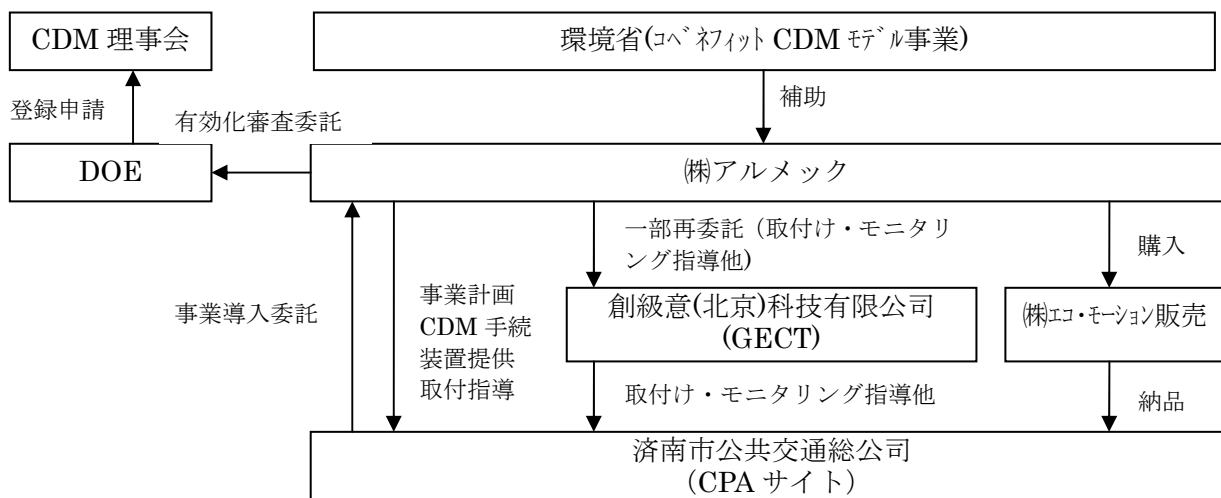 CDM 理事会
環境省(ｺﾍﾞﾈﾌｨｯﾄ CDM ﾓﾃﾞﾙ事業)
登録申請
補助
有効化審査委託
DOE
㈱アルメック
一部再委託（取付け・モニタリ
ング指導他)
購入
事業導入委託
事業計画
CDM 手続
装置提供
取付指導
創級意(北京)科技有限公司
(GECT)
㈱ｴｺ・ﾓｰｼｮﾝ販売
取付け・モニタリング指導他
納品
済南市公共交通総公司
（CPA サイト）